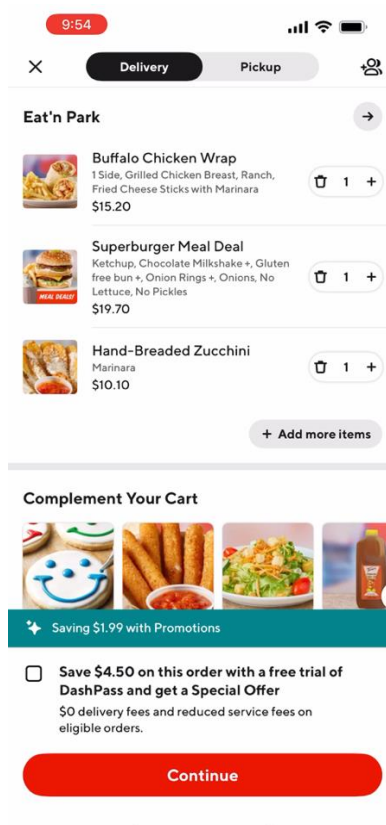 9:54
Delivery Pickup
Eat'n Park
Buffalo Chicken Wrap
1 Side, Grilled Chicken Breast, Ranch,
Fried Cheese Sticks with Marinara
$15.20
1 +
Superburger Meal Deal
Ketchup, Chocolate Milkshake +, Gluten
free bun +, Onion Rings +, Onions, No
Lettuce, No Pickles
$19.70
MEAL DEALS!
1 +
Hand-Breaded Zucchini
Marinara
$10.10
1 +
+ Add more items
Complement Your Cart
Saving $1.99 with Promotions
Save $4.50 on this order with a free trial of
DashPass and get a Special Offer
$0 delivery fees and reduced service fees on
eligible orders.
Continue